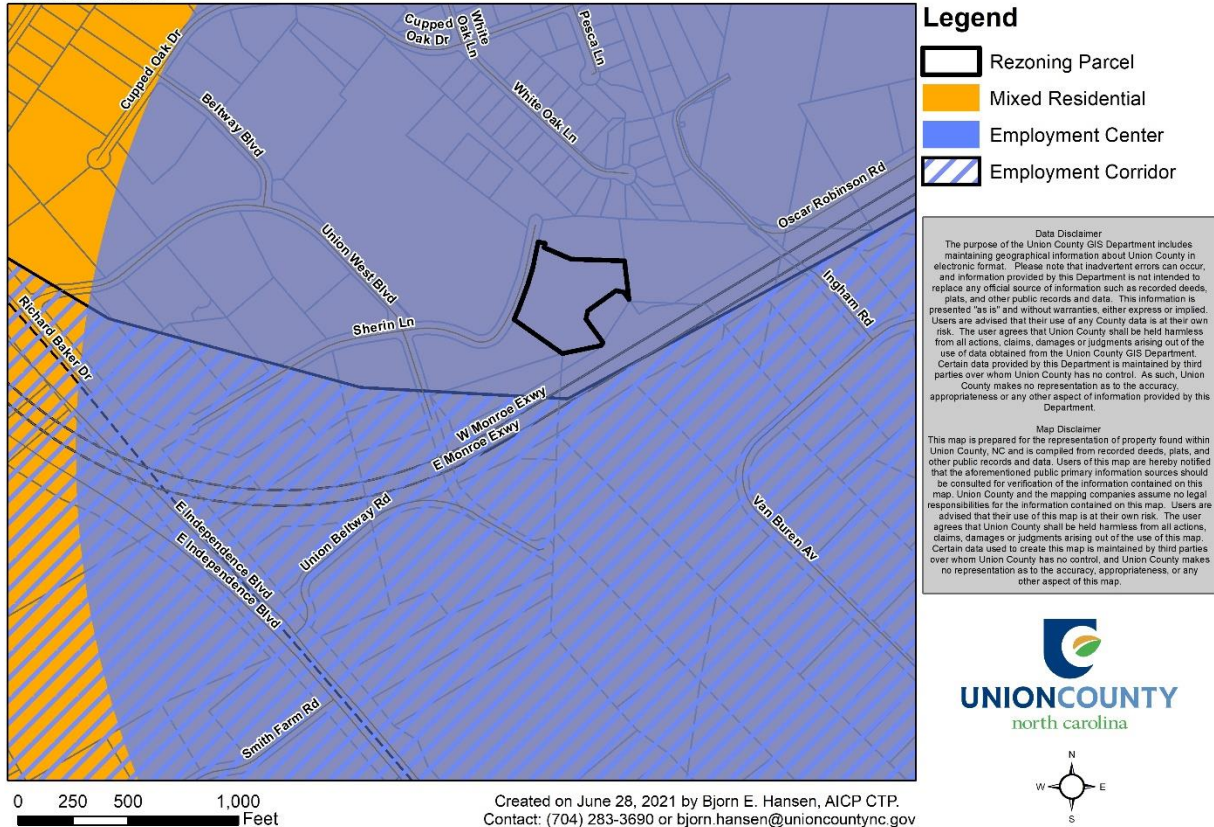 Cupped Oak Dr
Cupped
Oak Dr
White
Oak Ln
Pesca Ln
Beltway Blvd
White Oak Ln
Oscar Robinson Rd
Union West Blvd
Ingham Rd
Richard Baker Dr
Sherin Ln
W Monroe Exwy
E Monroe Exwy
Union Beltway Rd
Van Buren Av
E Independence Blvd
E Independence Blvd
Smith Farm Rd
Legend
Rezoning Parcel
Mixed Residential
Employment Center
Employment Corridor
Data Disclaimer
The purpose of the Union County GIS Department includes
maintaining geographical information about Union County in
electronic format. Please note that inadvertent errors can occur,
and information provided by this Department is not intended to
replace any official source of information such as recorded deeds,
plats, and other public records and data. This information is
presented "as is" and without warranties, either express or implied.
Users are advised that their use of any County data is at their own
risk. The user agrees that Union County shall be held harmless
from all actions, claims, damages or judgments arising out of the
use of data obtained from the Union County GIS Department.
Certain data provided by this Department is maintained by third
parties over whom Union County has no control. As such, Union
County makes no representation as to the accuracy,
appropriateness or any other aspect of information provided by this
Department.
Map Disclaimer
This map is prepared for the representation of property found within
Union County, NC and is compiled from recorded deeds, plats, and
other public records and data. Users of this map are hereby notified
that the aforementioned public primary information sources should
be consulted for verification of the information contained on this
map. Union County and the mapping companies assume no legal
responsibilities for the information contained on this map. Users are
advised that their use of this map is at their own risk. The user
agrees that Union County shall be held harmless from all actions,
claims, damages or judgments arising out of the use of this map.
Certain data used to create this map is maintained by third parties
over whom Union County has no control, and Union County makes
no representation as to the accuracy, appropriateness, or any
other aspect of this map.
UNIONCOUNTY
north carolina
N
W E
S
0 250 500 1,000
Feet
Created on June 28, 2021 by Bjorn E. Hansen, AICP CTP.
Contact: (704) 283-3690 or bjorn.hansen@unioncountync.gov